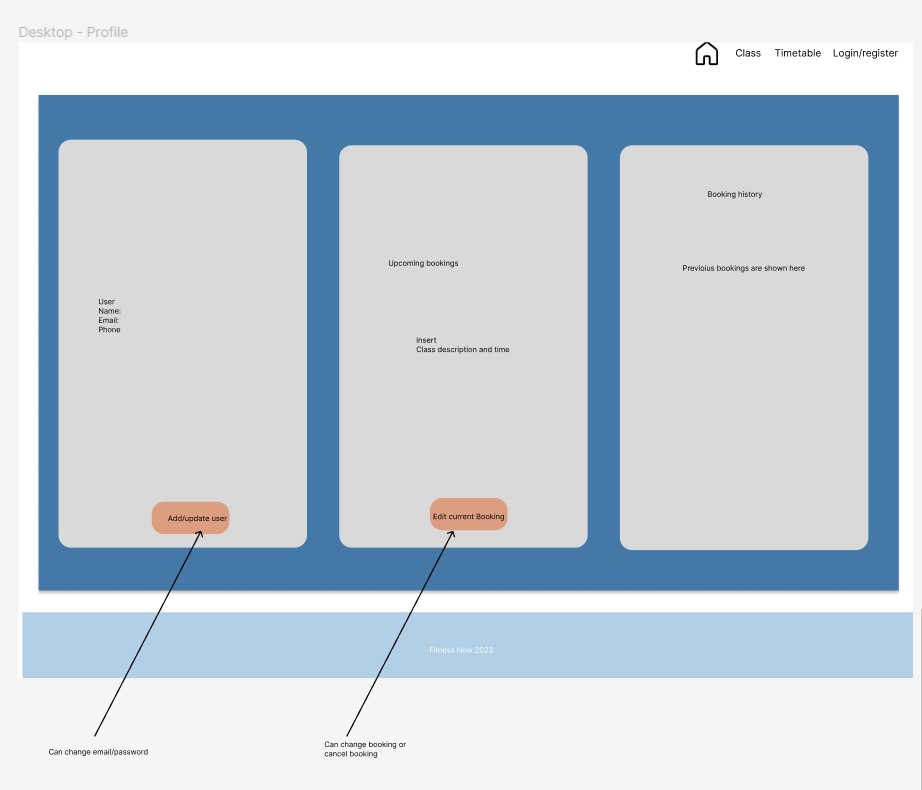 Desktop - Profile
Class Timetable Login/register
Booking history
Upcoming bookings
Previoius bookings are shown here
User
Name:
Email:
Phone
Insert
Class description and time
Add/update user
Edit current Booking
Fitness Now 2023
Can change email/password
Can change booking or
cancel booking